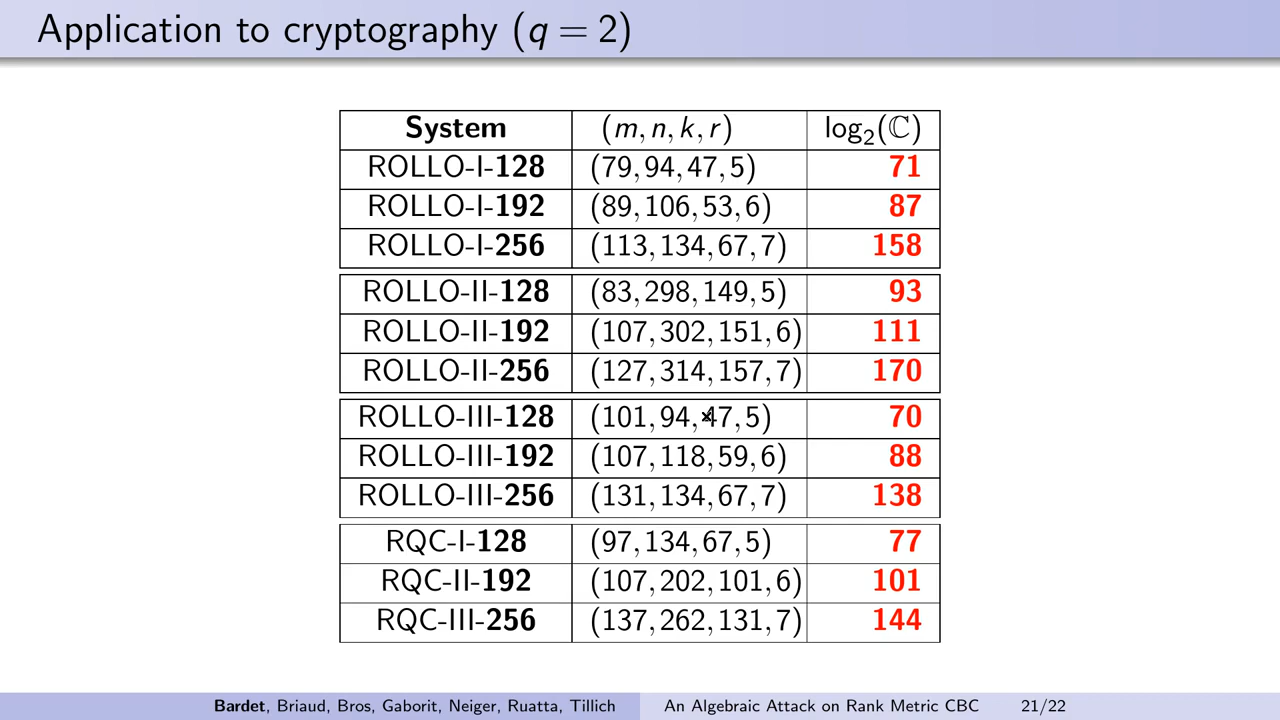 Application to cryptography (q = 2)
System (m, n, k, r) log₂(ℂ)
ROLLO-I-128 (79, 94, 47, 5) 71
ROLLO-I-192 (89, 106, 53, 6) 87
ROLLO-I-256 (113, 134, 67, 7) 158
ROLLO-II-128 (83, 298, 149, 5) 93
ROLLO-II-192 (107, 302, 151, 6) 111
ROLLO-II-256 (127, 314, 157, 7) 170
ROLLO-III-128 (101, 94, 47, 5) 70
ROLLO-III-192 (107, 118, 59, 6) 88
ROLLO-III-256 (131, 134, 67, 7) 138
RQC-I-128 (97, 134, 67, 5) 77
RQC-II-192 (107, 202, 101, 6) 101
RQC-III-256 (137, 262, 131, 7) 144
Bardet, Briaud, Bros, Gaborit, Neiger, Ruatta, Tillich An Algebraic Attack on Rank Metric CBC 21/22